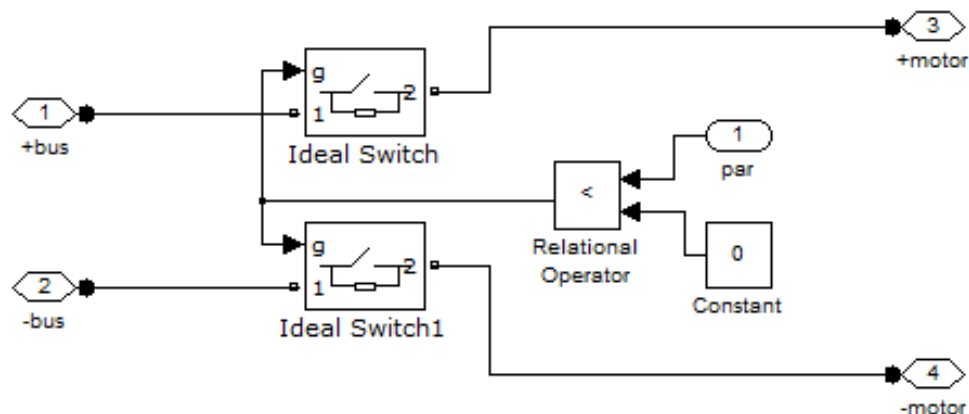 3
+motor
g
2
1
Ideal Switch
1
+bus
1
par
<
Relational
Operator
0
Constant
g
2
1
Ideal Switch1
2
-bus
4
-motor